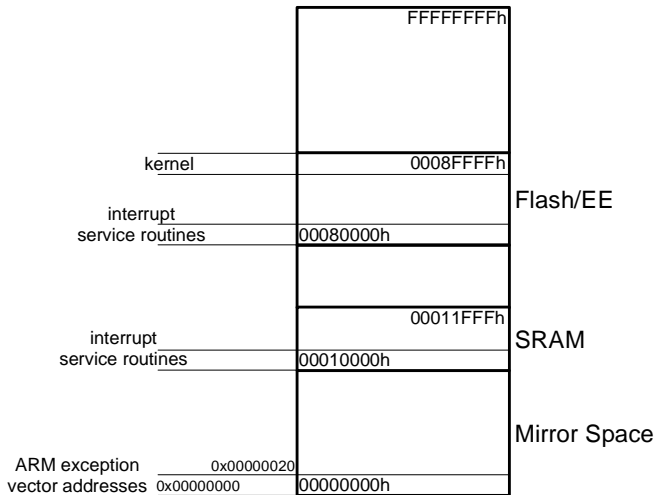 FFFFFFFFh
kernel
0008FFFFh
Flash/EE
interrupt
service routines
00080000h
00011FFFh
SRAM
interrupt
service routines
00010000h
Mirror Space
ARM exception
0x00000020
vector addresses
0x00000000
00000000h